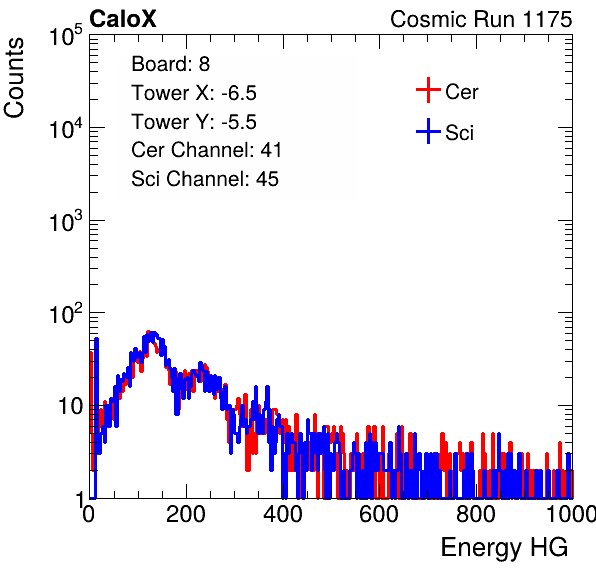 CaloX Cosmic Run 1175
Counts
10^5
10^4
10^3
10^2
10
1
Board: 8
Tower X: -6.5
Tower Y: -5.5
Cer Channel: 41
Sci Channel: 45
Cer
Sci
0 200 400 600 800 1000
Energy HG